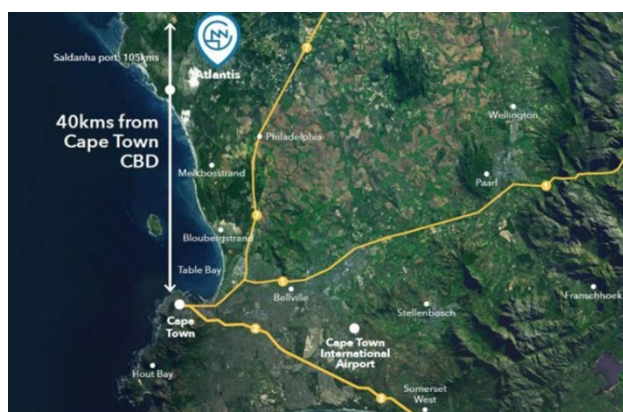 Saldanha port: 105kms
Atlantis
40kms from
Cape Town
CBD
Philadelphia
Wellington
Melkbosstrand
Paarl
Bloubergstrand
Table Bay
Bellville
Franschhoek
Cape
Town
Stellenbosch
Cape Town
International
Airport
Hout Bay
Somerset
West